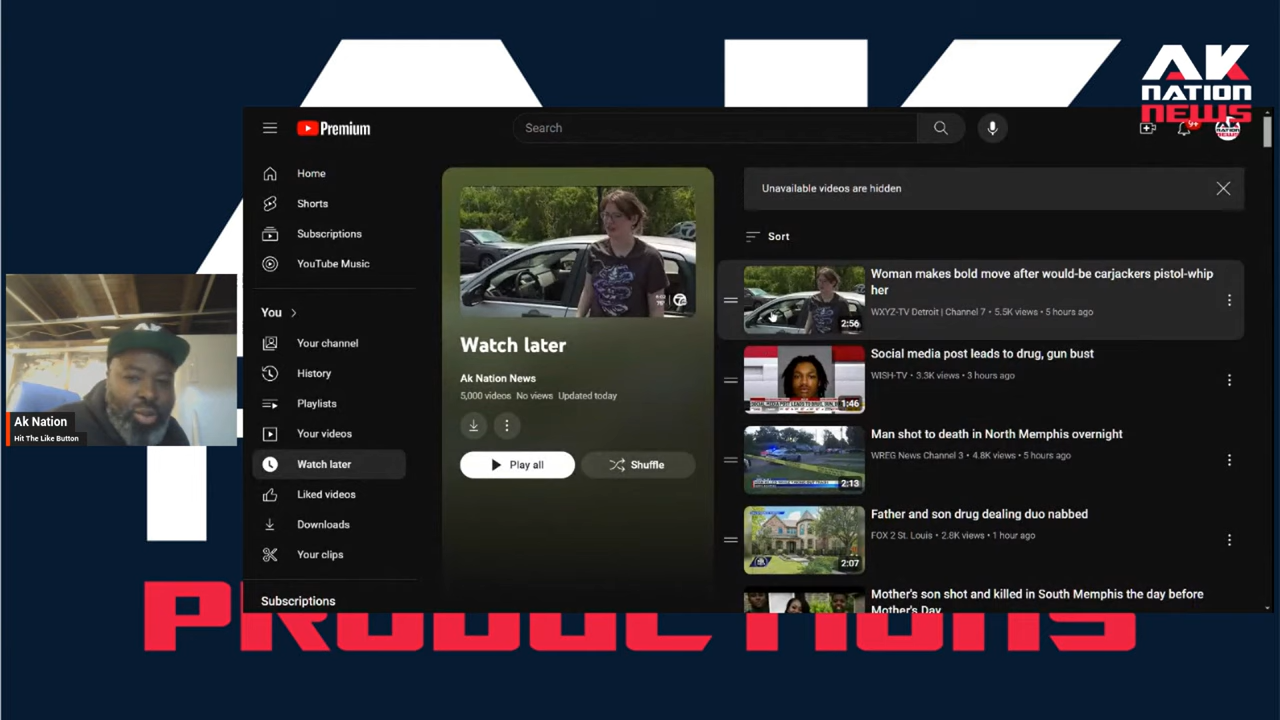 AK
NATION
NEWS
Premium
Search
9+
Home
Shorts
Subscriptions
YouTube Music
You
Your channel
History
Playlists
Your videos
Watch later
Liked videos
Downloads
Your clips
Subscriptions
Watch later
Ak Nation News
5,000 videos No views Updated today
Play all
Shuffle
Unavailable videos are hidden
Sort
Woman makes bold move after would-be carjackers pistol-whip
her
WXYZ-TV Detroit | Channel 7 • 5.5K views • 5 hours ago
2:56
Social media post leads to drug, gun bust
WISH-TV • 3.3K views • 3 hours ago
1:46
Man shot to death in North Memphis overnight
WREG News Channel 3 • 4.8K views • 5 hours ago
2:13
Father and son drug dealing duo nabbed
FOX 2 St. Louis • 2.8K views • 1 hour ago
2:07
Mother's son shot and killed in South Memphis the day before
Mother's Day
Ak Nation
Hit The Like Button
PRODUCTIONS